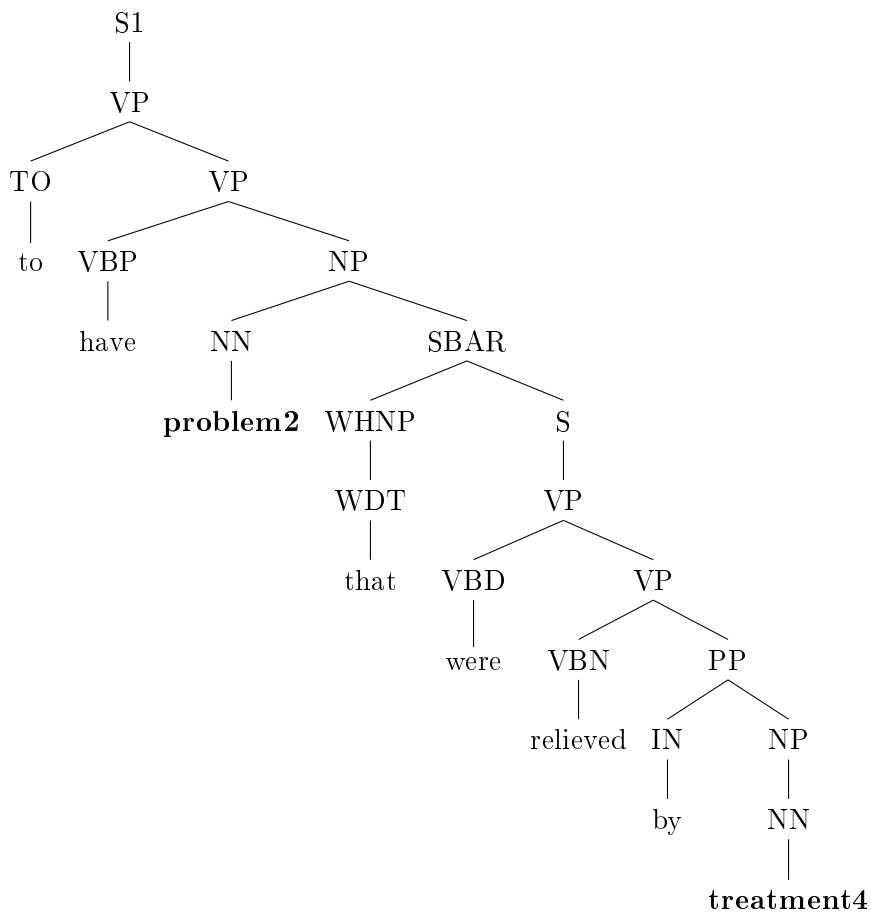 S1
VP
TO VP
to VBP NP
have NN SBAR
problem2 WHNP S
WDT VP
that VBD VP
were VBN PP
relieved IN NP
by NN
treatment4